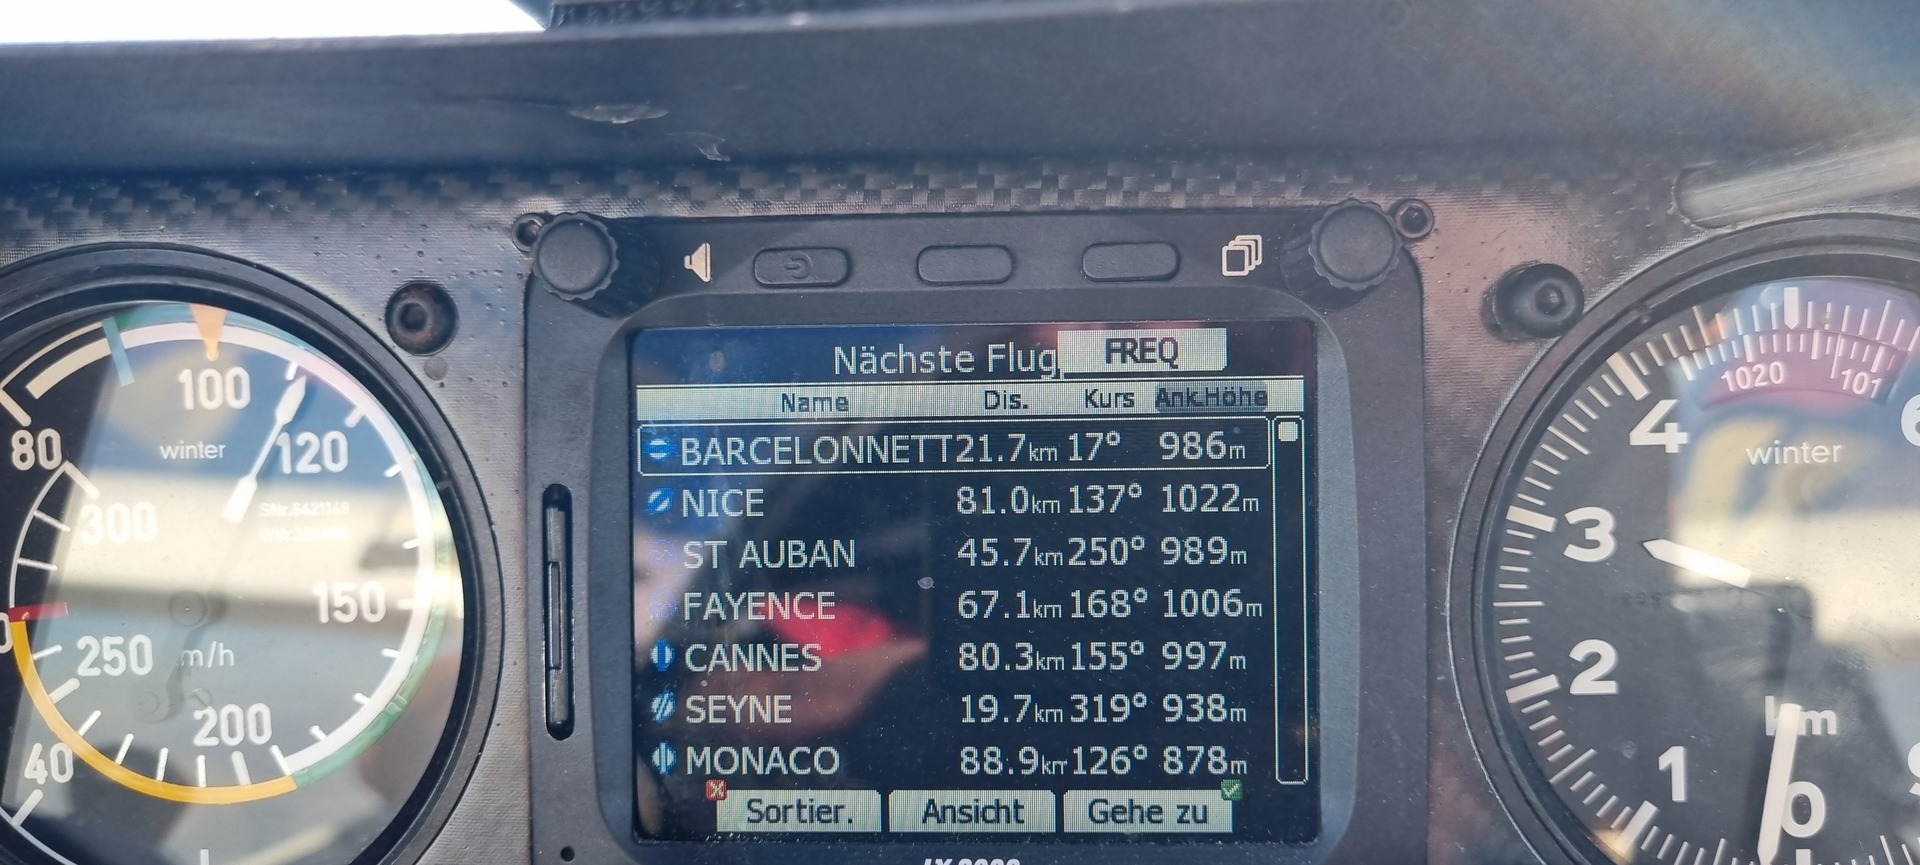 Nächste Flug
FREQ
Name Dis. Kurs Ank.Höhe
BARCELONNETT 21.7km 17° 986m
NICE 81.0km 137° 1022m
ST AUBAN 45.7km 250° 989m
FAYENCE 67.1km 168° 1006m
CANNES 80.3km 155° 997m
SEYNE 19.7km 319° 938m
MONACO 88.9km 126° 878m
Sortier. Ansicht Gehe zu
100
80
winter
120
300
150
250
m/h
200
40
1020
101
4
winter
3
2
km
1
0